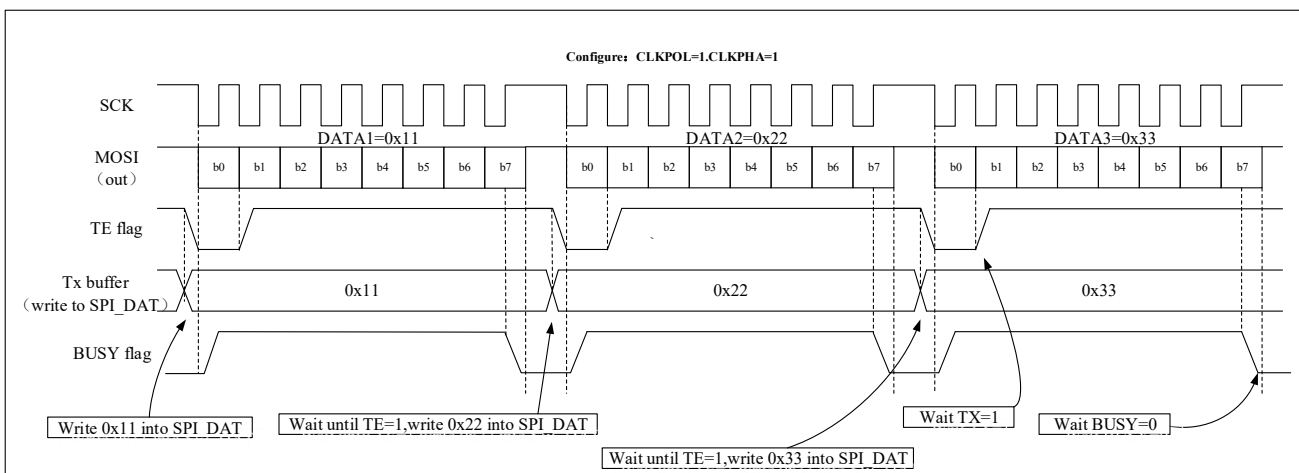 Configure：CLKPOL=1.CLKPHA=1
SCK
DATA1=0x11 DATA2=0x22 DATA3=0x33
MOSI
（out）
b0 b1 b2 b3 b4 b5 b6 b7 b0 b1 b2 b3 b4 b5 b6 b7 b0 b1 b2 b3 b4 b5 b6 b7
TE flag
Tx buffer
（write to SPI_DAT）
0x11 0x22 0x33
BUSY flag
Write 0x11 into SPI_DAT
Wait until TE=1,write 0x22 into SPI_DAT
Wait TX=1
Wait BUSY=0
Wait until TE=1,write 0x33 into SPI_DAT